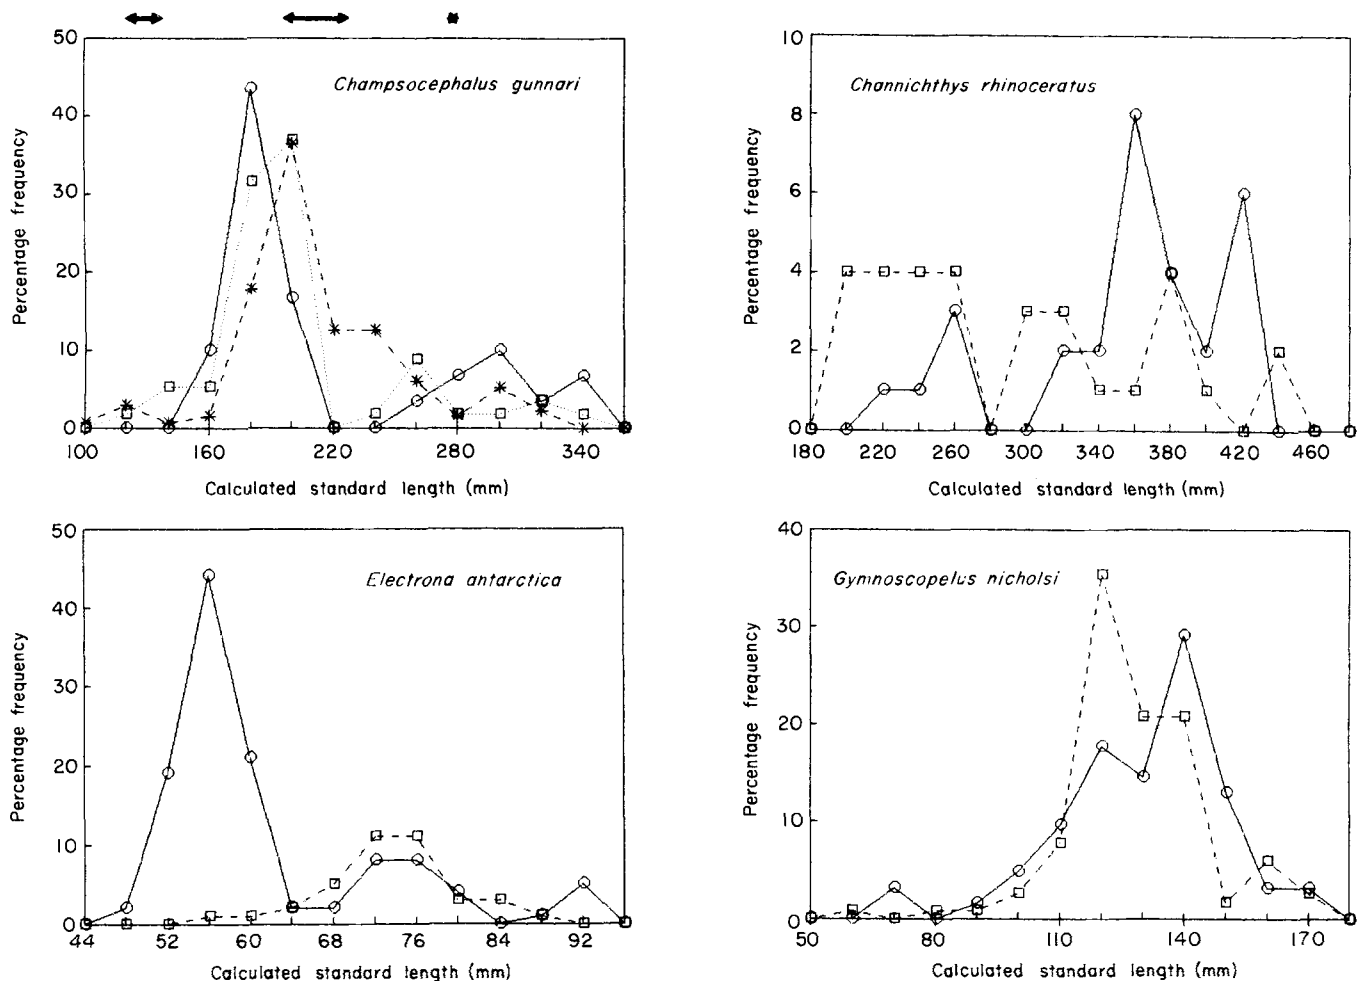 50
40
30
20
10
0
Percentage frequency
Champsocephalus gunnari
100 160 220 280 340
Calculated standard length (mm)
10
8
6
4
2
0
Percentage frequency
Channichthys rhinoceratus
180 220 260 300 340 380 420 460
Calculated standard length (mm)
50
40
30
20
10
0
Percentage frequency
Electrona antarctica
44 52 60 68 76 84 92
Calculated standard length (mm)
40
30
20
10
0
Percentage frequency
Gymnoscopelus nicholsi
50 80 110 140 170
Calculated standard length (mm)